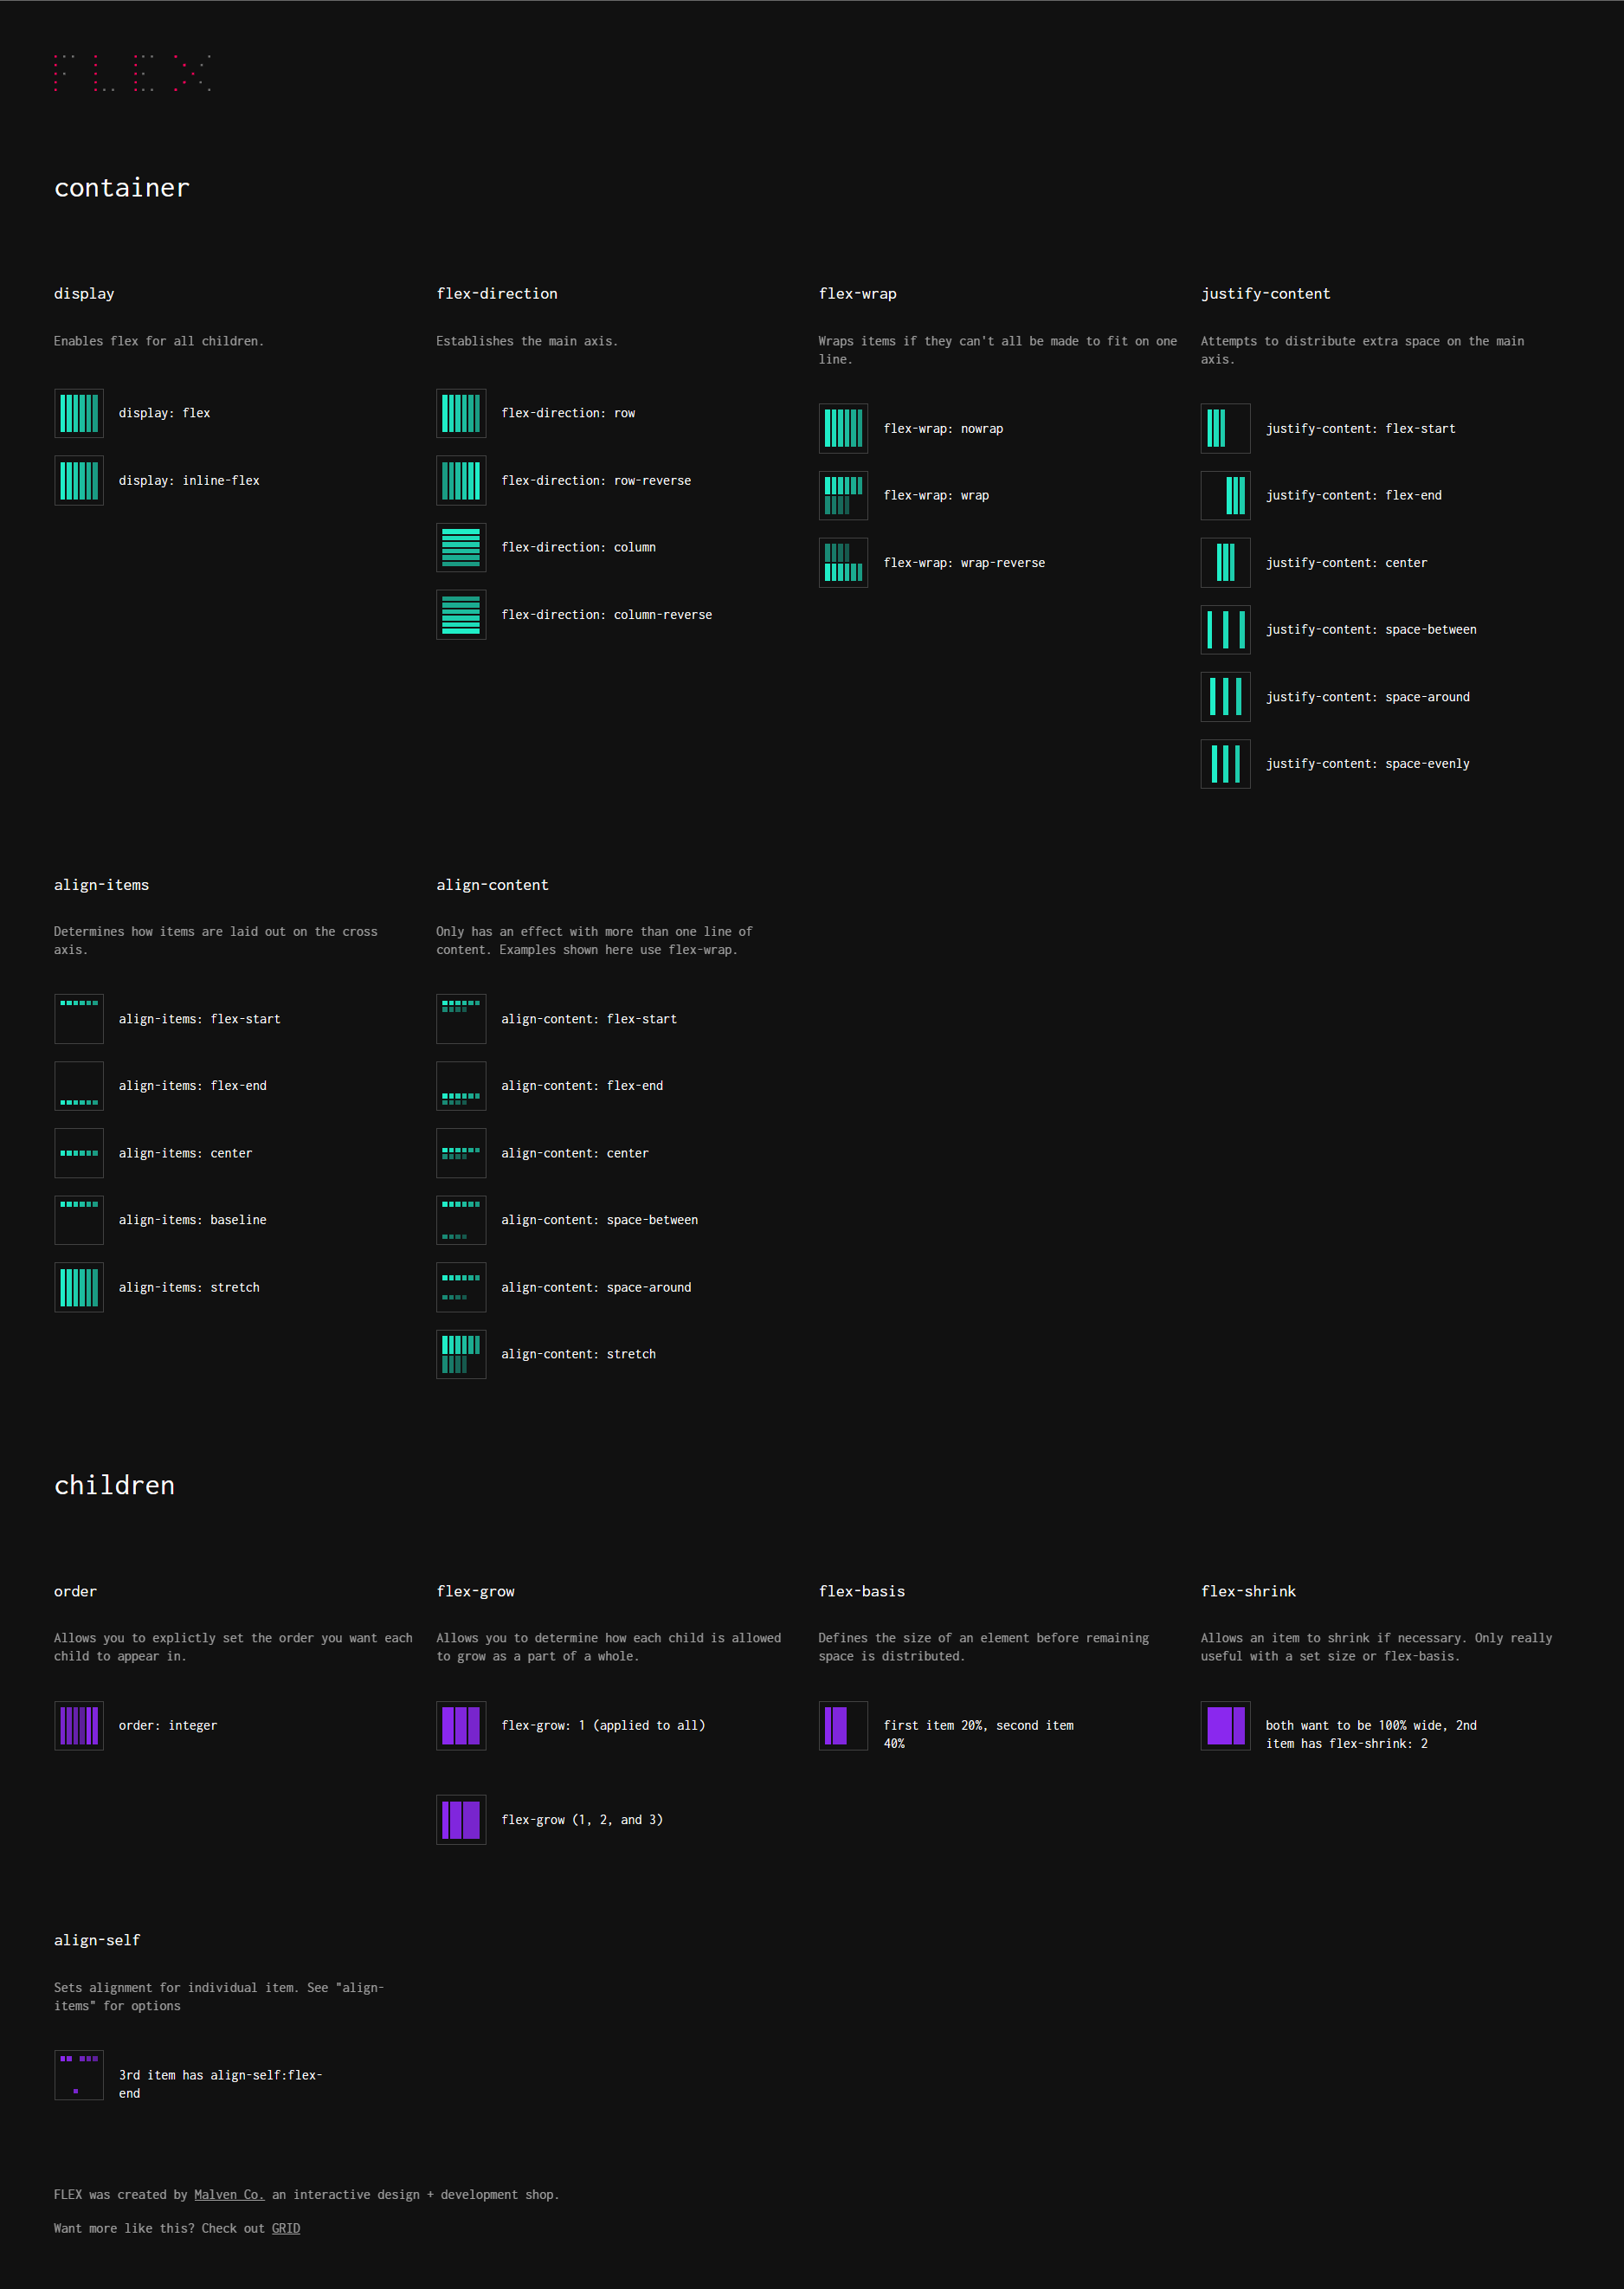 FLEX
container
display
Enables flex for all children.
display: flex
display: inline-flex
flex-direction
Establishes the main axis.
flex-direction: row
flex-direction: row-reverse
flex-direction: column
flex-direction: column-reverse
flex-wrap
Wraps items if they can't all be made to fit on one
line.
flex-wrap: nowrap
flex-wrap: wrap
flex-wrap: wrap-reverse
justify-content
Attempts to distribute extra space on the main
axis.
justify-content: flex-start
justify-content: flex-end
justify-content: center
justify-content: space-between
justify-content: space-around
justify-content: space-evenly
align-items
Determines how items are laid out on the cross
axis.
align-items: flex-start
align-items: flex-end
align-items: center
align-items: baseline
align-items: stretch
align-content
Only has an effect with more than one line of
content. Examples shown here use flex-wrap.
align-content: flex-start
align-content: flex-end
align-content: center
align-content: space-between
align-content: space-around
align-content: stretch
children
order
Allows you to explictly set the order you want each
child to appear in.
order: integer
flex-grow
Allows you to determine how each child is allowed
to grow as a part of a whole.
flex-grow: 1 (applied to all)
flex-grow (1, 2, and 3)
flex-basis
Defines the size of an element before remaining
space is distributed.
first item 20%, second item
40%
flex-shrink
Allows an item to shrink if necessary. Only really
useful with a set size or flex-basis.
both want to be 100% wide, 2nd
item has flex-shrink: 2
align-self
Sets alignment for individual item. See "align-
items" for options
3rd item has align-self:flex-
end
FLEX was created by Malven Co. an interactive design + development shop.
Want more like this? Check out GRID